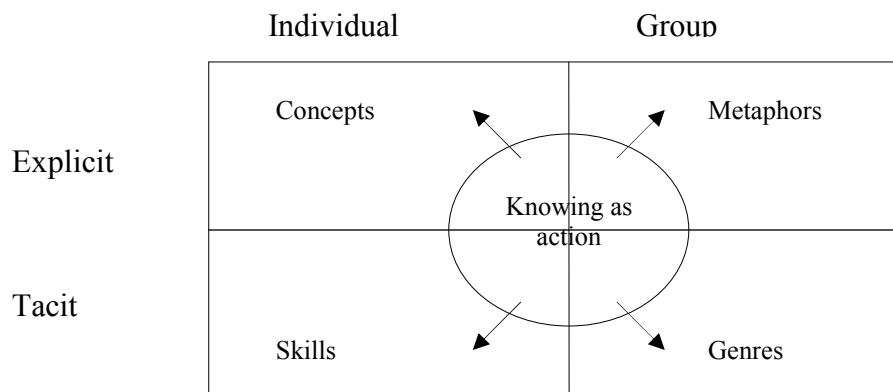 Individual Group
Concepts Metaphors
Explicit
Knowing as
action
Tacit
Skills Genres